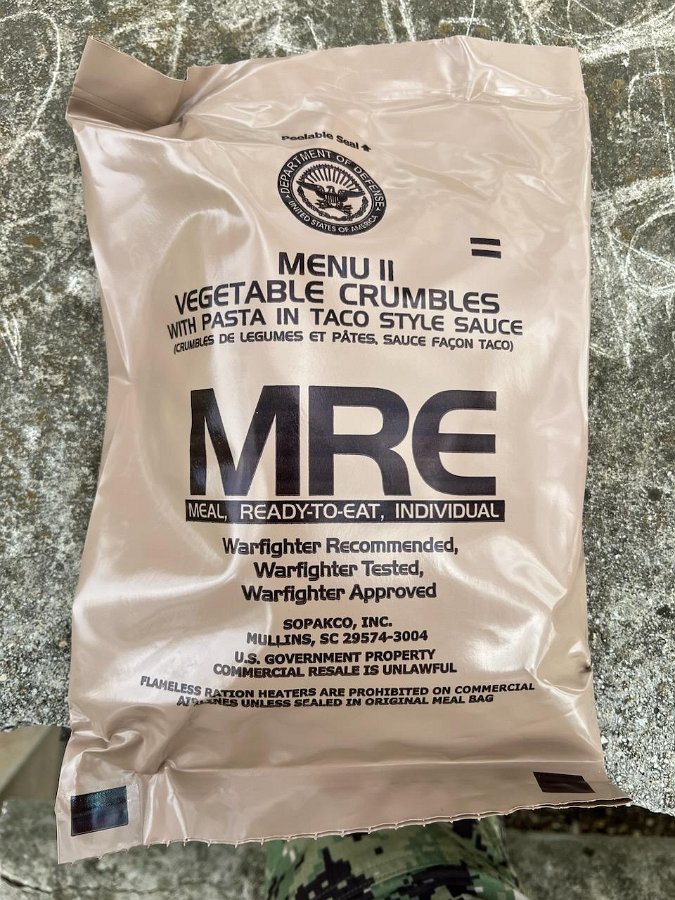 Peelable Seal
DEPARTMENT OF DEFENSE
UNITED STATES OF AMERICA
MENU 11
VEGETABLE CRUMBLES
WITH PASTA IN TACO STYLE SAUCE
(CRUMBLES DE LEGUMES ET PÂTES, SAUCE FAÇON TACO)
MRE
MEAL, READY-TO-EAT, INDIVIDUAL
Warfighter Recommended,
Warfighter Tested,
Warfighter Approved
SOPAKCO, INC.
MULLINS, SC 29574-3004
U.S. GOVERNMENT PROPERTY
COMMERCIAL RESALE IS UNLAWFUL
FLAMELESS RATION HEATERS ARE PROHIBITED ON COMMERCIAL
AIRLINES UNLESS SEALED IN ORIGINAL MEAL BAG